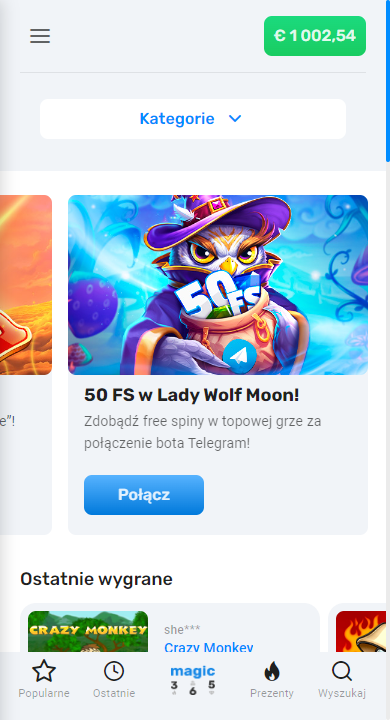 € 1 002,54
Kategorie
50 FS
50 FS w Lady Wolf Moon!
e"!
Zdobądź free spiny w topowej grze za
połączenie bota Telegram!
Połącz
Ostatnie wygrane
CRAZY MONKEY
she***
Crazy Monkey
magic
3 6 5
Popularne
Ostatnie
Prezenty
Wyszukaj